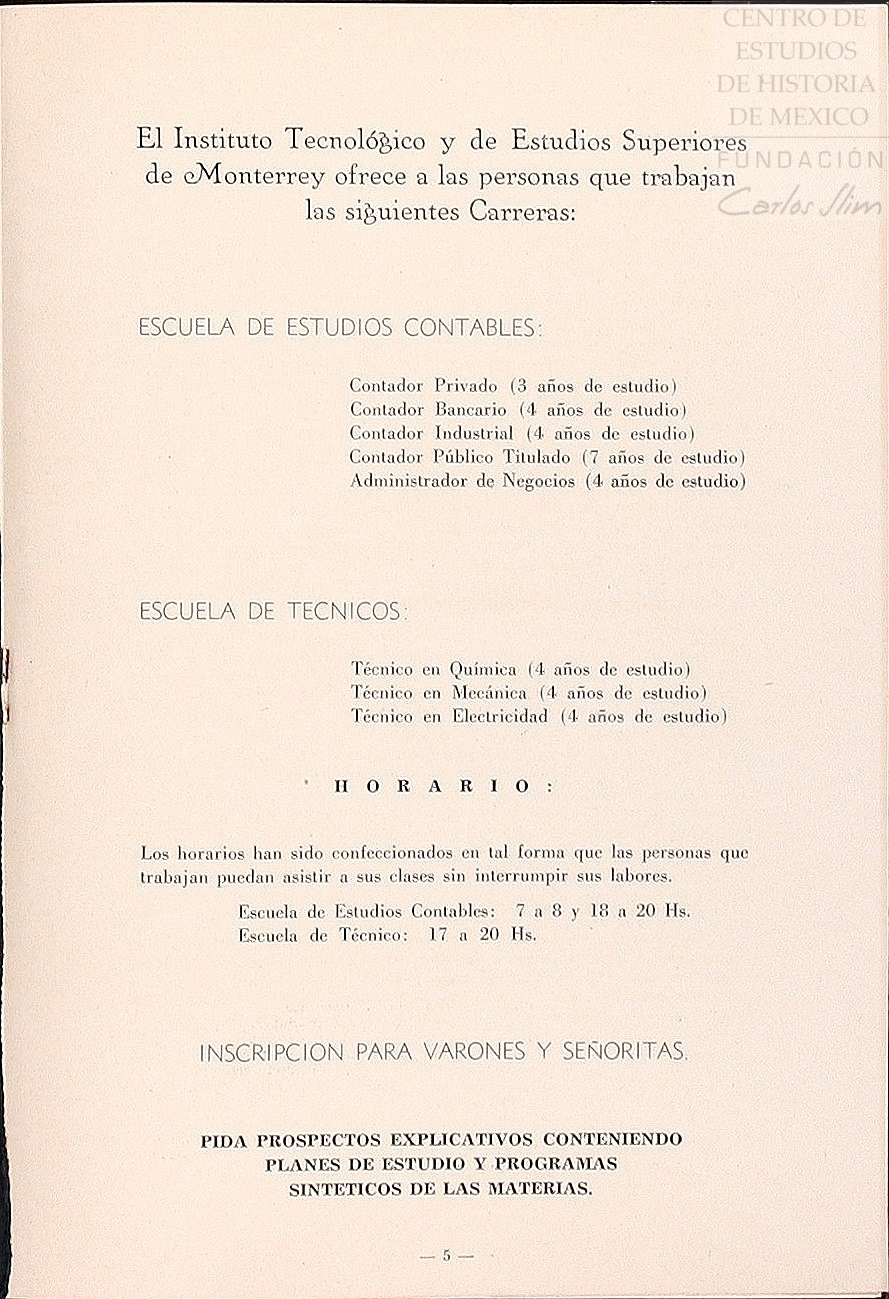 CENTRO DE
ESTUDIOS
DE HISTORIA
DE MEXICO
FUNDACIÓN
Carlos Slim
El Instituto Tecnológico y de Estudios Superiores
de Monterrey ofrece a las personas que trabajan
las siguientes Carreras:
ESCUELA DE ESTUDIOS CONTABLES:
Contador Privado (3 años de estudio)
Contador Bancario (4 años de estudio)
Contador Industrial (4 años de estudio)
Contador Público Titulado (7 años de estudio)
Administrador de Negocios (4 años de estudio)
ESCUELA DE TECNICOS:
Técnico en Química (4 años de estudio)
Técnico en Mecánica (4 años de estudio)
Técnico en Electricidad (4 años de estudio)
HORARIO:
Los horarios han sido confeccionados en tal forma que las personas que
trabajan puedan asistir a sus clases sin interrumpir sus labores.
Escuela de Estudios Contables: 7 a 8 y 18 a 20 Hs.
Escuela de Técnico: 17 a 20 Hs.
INSCRIPCION PARA VARONES Y SEÑORITAS.
PIDA PROSPECTOS EXPLICATIVOS CONTENIENDO
PLANES DE ESTUDIO Y PROGRAMAS
SINTETICOS DE LAS MATERIAS.
— 5 —